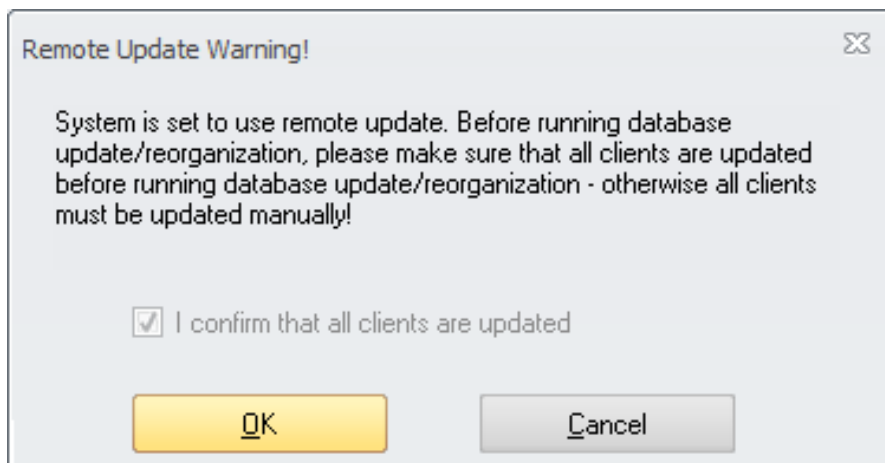 Remote Update Warning!
System is set to use remote update. Before running database
update/reorganization, please make sure that all clients are updated
before running database update/reorganization - otherwise all clients
must be updated manually!
I confirm that all clients are updated
OK
Cancel